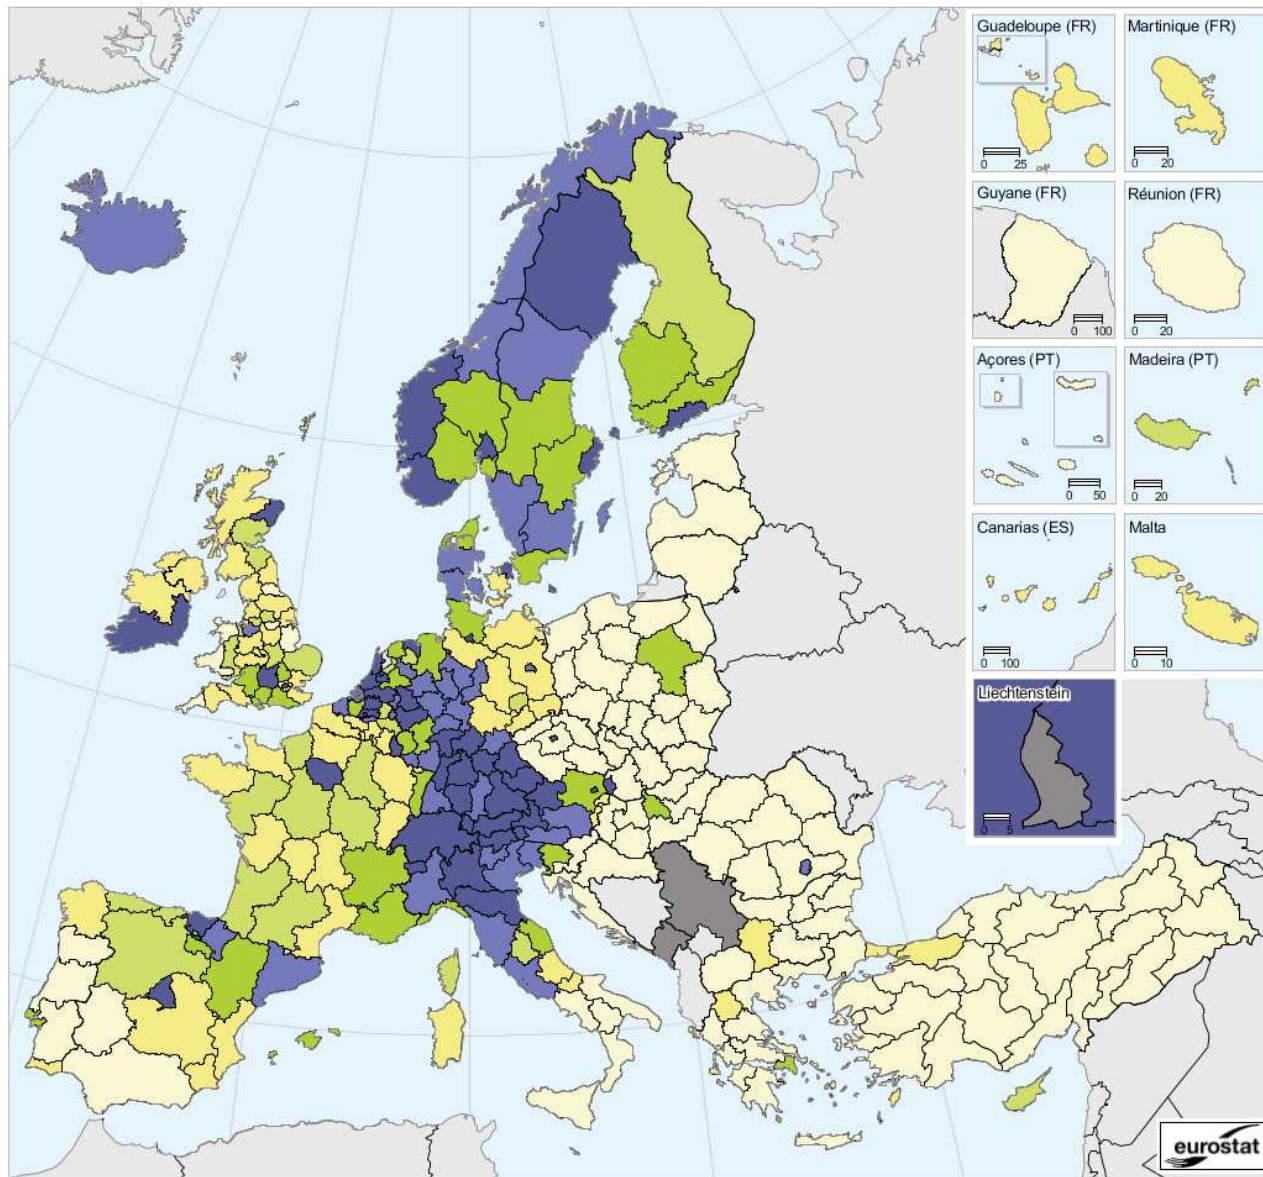 Guadeloupe (FR)
0 25
Martinique (FR)
0 20
Guyane (FR)
0 100
Réunion (FR)
0 20
Açores (PT)
0 50
Madeira (PT)
0 20
Canarias (ES)
0 100
Malta
0 10
Liechtenstein
0 5
eurostat